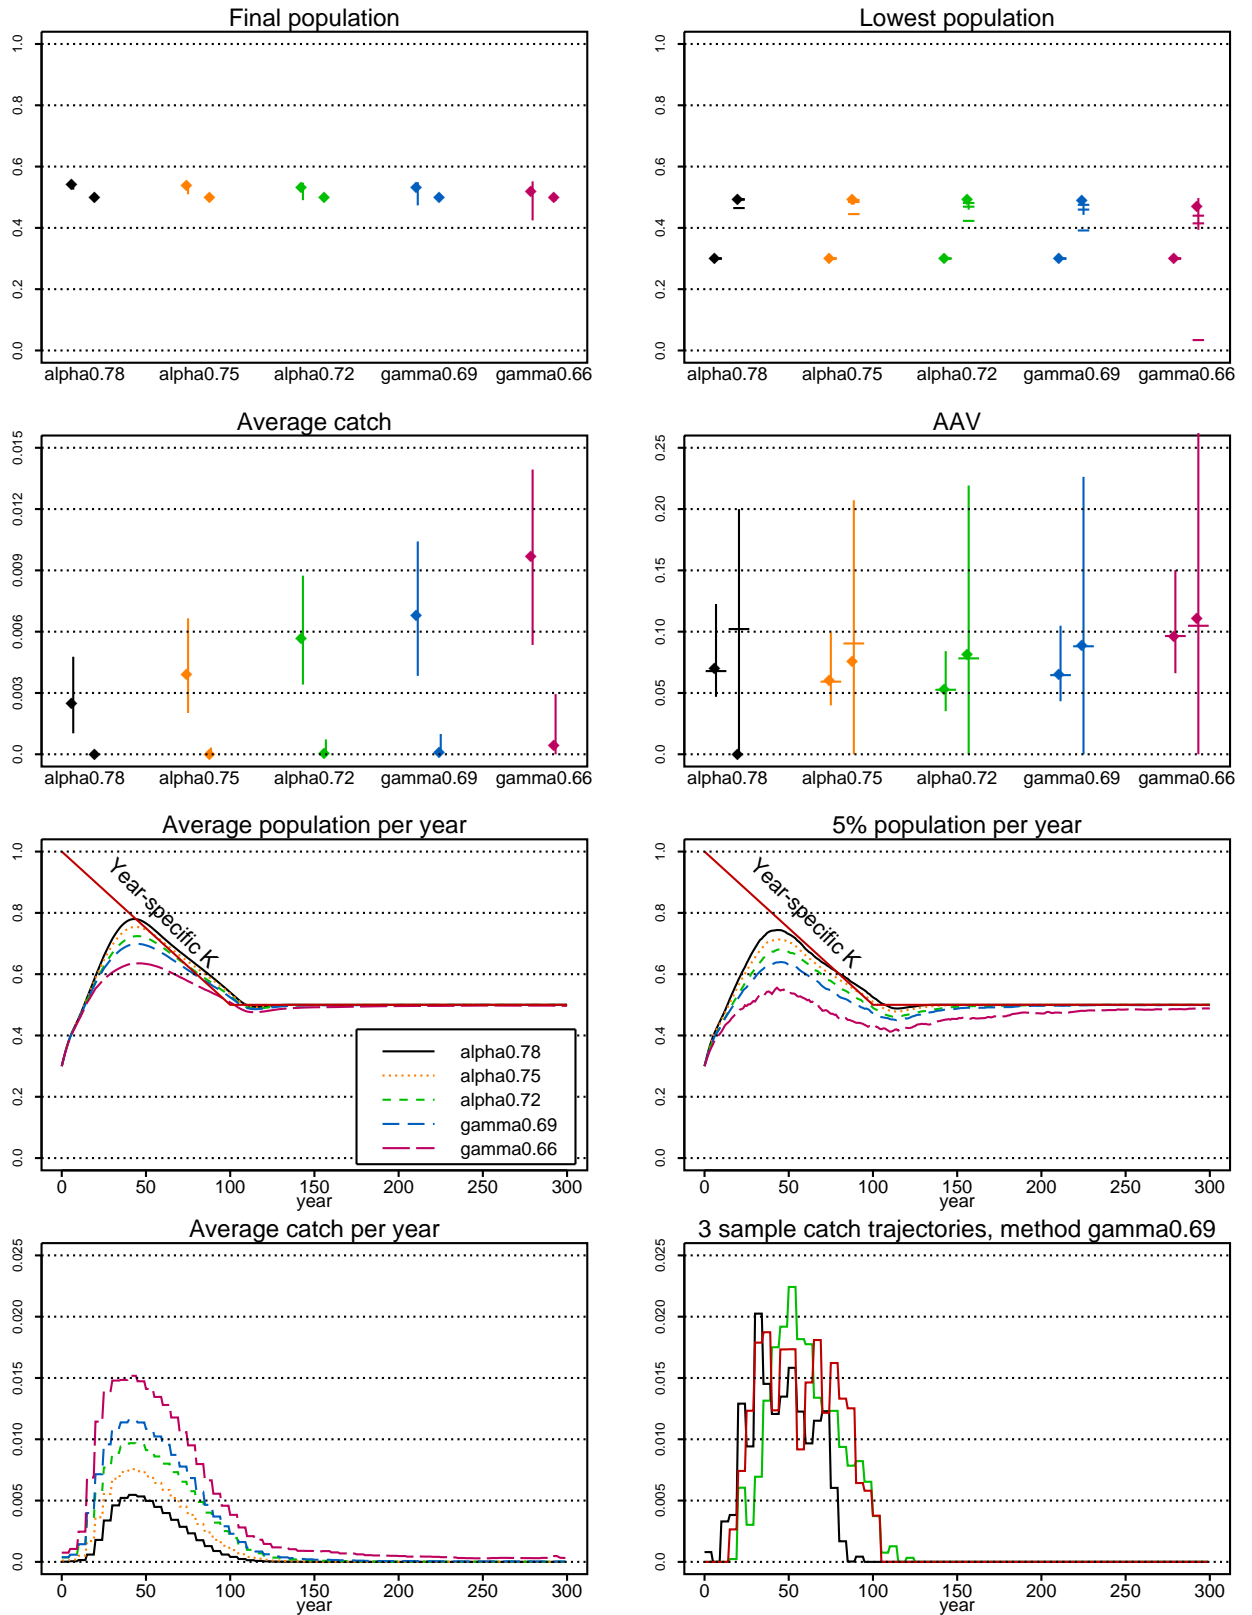 Final population
1.0
0.8
0.6
0.4
0.2
0.0
alpha0.78 alpha0.75 alpha0.72 gamma0.69 gamma0.66
Lowest population
1.0
0.8
0.6
0.4
0.2
0.0
alpha0.78 alpha0.75 alpha0.72 gamma0.69 gamma0.66
Average catch
0.015
0.012
0.009
0.006
0.003
0.0
alpha0.78 alpha0.75 alpha0.72 gamma0.69 gamma0.66
AAV
0.25
0.20
0.15
0.10
0.05
0.0
alpha0.78 alpha0.75 alpha0.72 gamma0.69 gamma0.66
Average population per year
1.0
0.8
0.6
0.4
0.2
0.0
Year-specific K
alpha0.78
alpha0.75
alpha0.72
gamma0.69
gamma0.66
0 50 100 150 200 250 300
year
5% population per year
1.0
0.8
0.6
0.4
0.2
0.0
Year-specific K
0 50 100 150 200 250 300
year
Average catch per year
0.025
0.020
0.015
0.010
0.005
0.0
0 50 100 150 200 250 300
year
3 sample catch trajectories, method gamma0.69
0.025
0.020
0.015
0.010
0.005
0.0
0 50 100 150 200 250 300
year